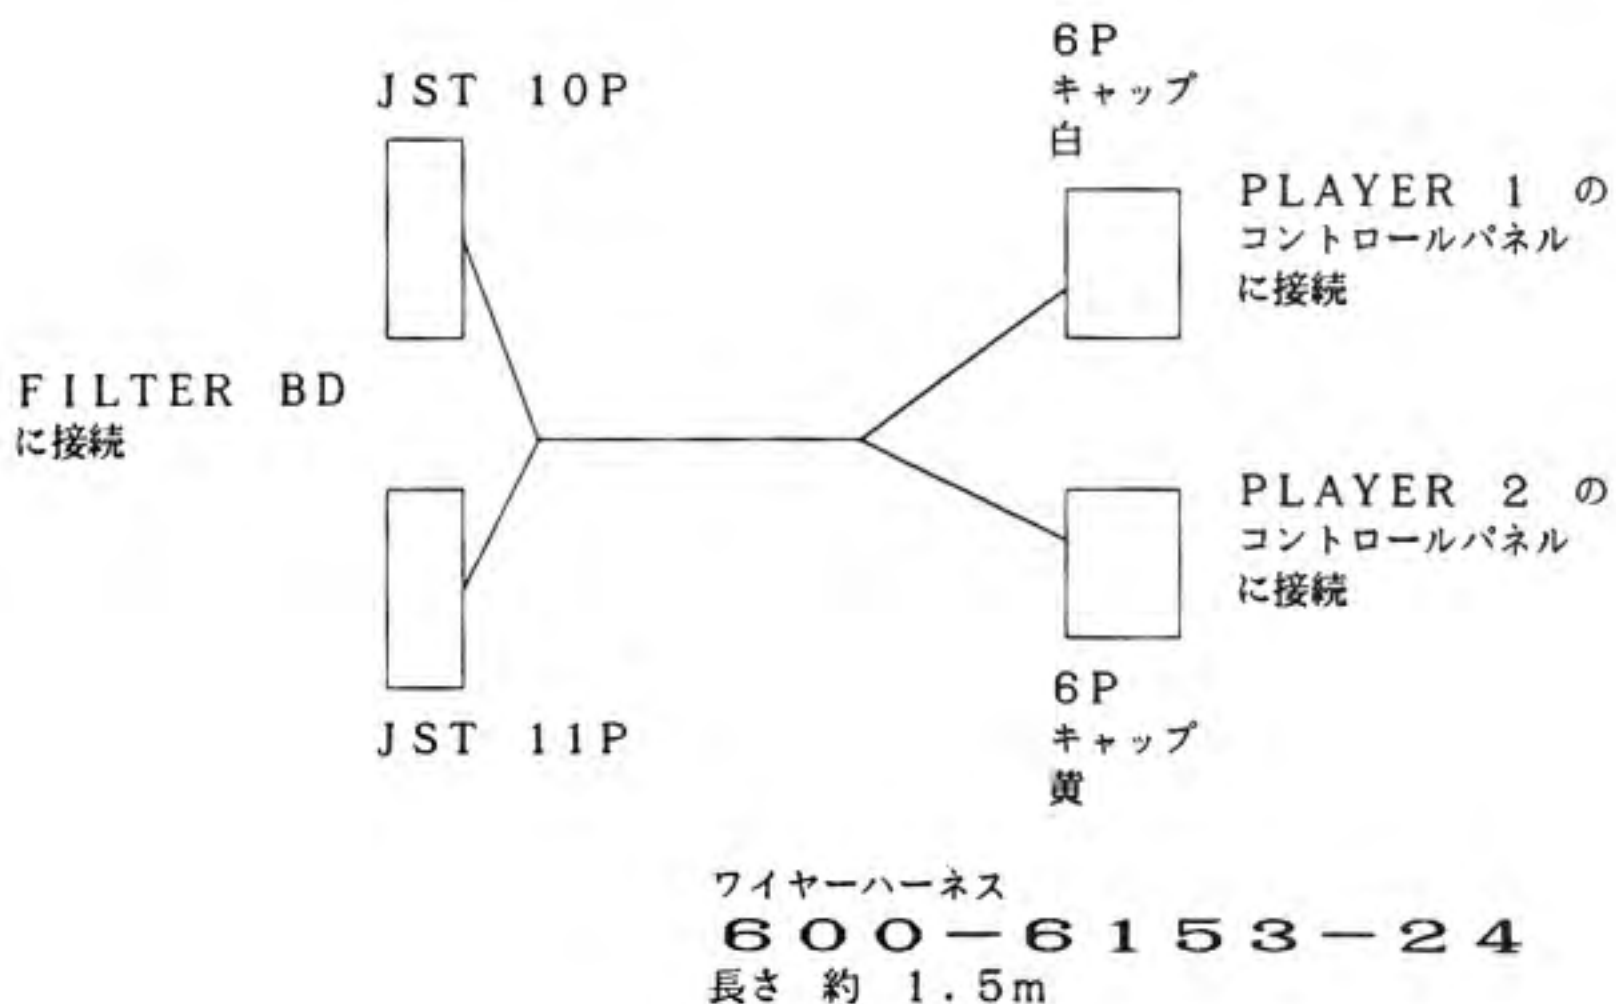 JST 10P
6P
キャップ
白
PLAYER 1 の
コントロールパネル
に接続
FILTER BD
に接続
PLAYER 2 の
コントロールパネル
に接続
JST 11P
6P
キャップ
黄
ワイヤーハーネス
600-6153-24
長さ 約 1.5m